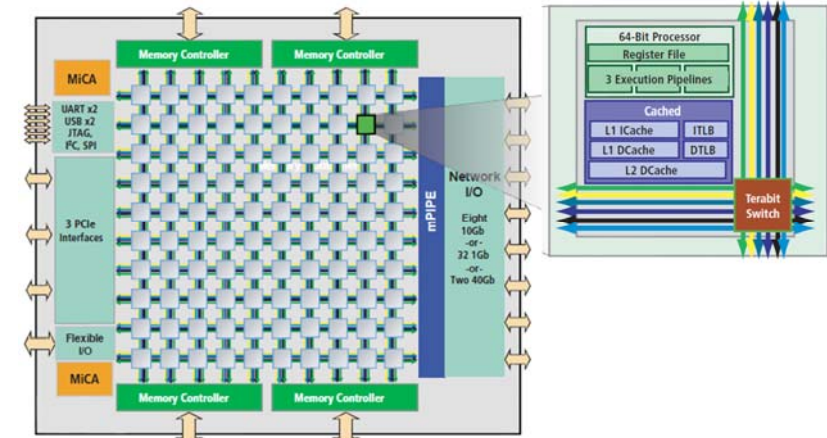 Memory Controller
Memory Controller
MiCA
UART x2
USB x2
JTAG,
I²C, SPI
3 PCIe
Interfaces
Flexible
I/O
MiCA
mPIPE
Network
I/O
Eight
10Gb
-or-
32 1Gb
-or-
Two 40Gb
Memory Controller
Memory Controller
64-Bit Processor
Register File
3 Execution Pipelines
Cached
L1 ICache
ITLB
L1 DCache
DTLB
L2 DCache
Terabit
Switch